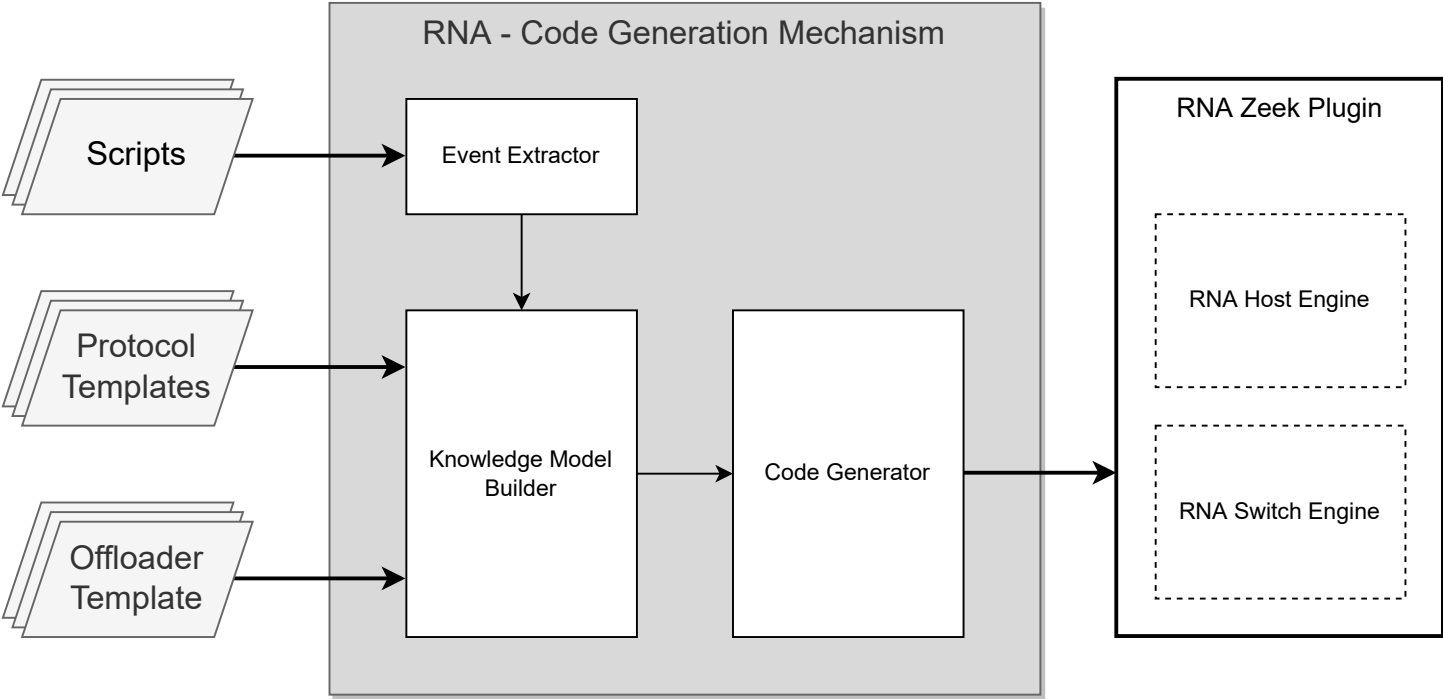 RNA - Code Generation Mechanism
Scripts
Event Extractor
RNA Zeek Plugin
Protocol
Templates
RNA Host Engine
Knowledge Model
Builder
Code Generator
RNA Switch Engine
Offloader
Template